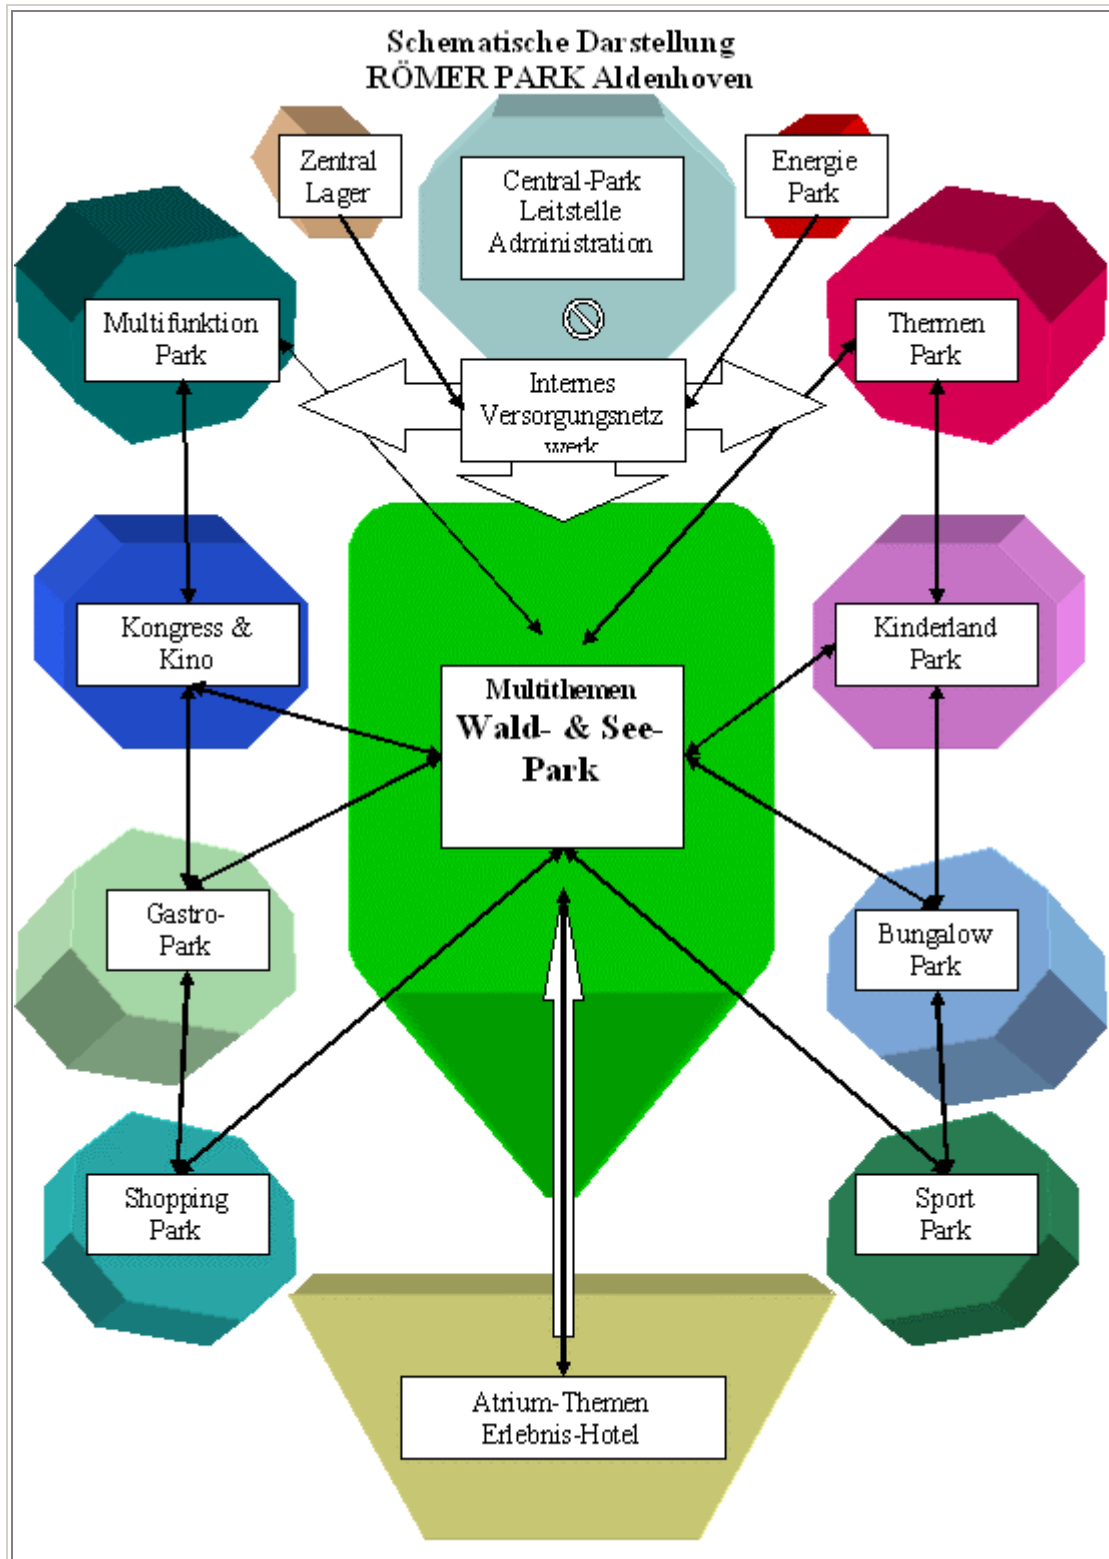 Schematische Darstellung
RÖMER PARK Aldenhoven
Zentral
Lager
Central-Park
Leitstelle
Administration
Energie
Park
Multifunktion
Park
Thermen
Park
Internes
Versorgungsnetz
werk
Kongress &
Kino
Kinderland
Park
Multithemen
Wald- & See-
Park
Gastro-
Park
Bungalow
Park
Shopping
Park
Sport
Park
Atrium-Themen
Erlebnis-Hotel